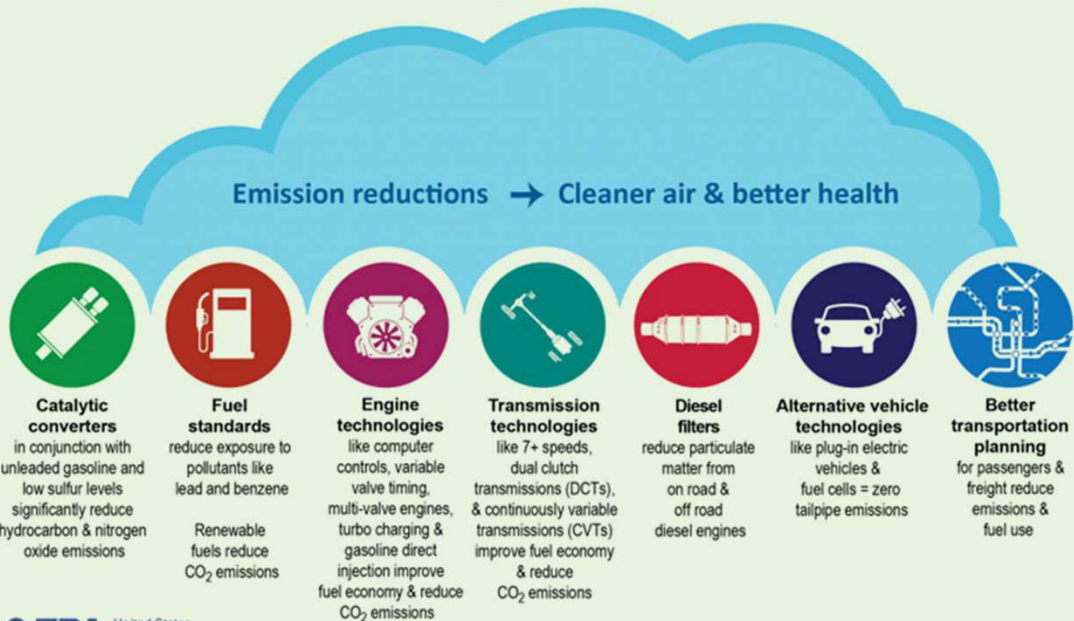 Emission reductions → Cleaner air & better health
Catalytic
converters
in conjunction with
unleaded gasoline and
low sulfur levels
significantly reduce
hydrocarbon & nitrogen
oxide emissions
Fuel
standards
reduce exposure to
pollutants like
lead and benzene
Renewable
fuels reduce
CO2 emissions
Engine
technologies
like computer
controls, variable
valve timing,
multi-valve engines,
turbo charging &
gasoline direct
injection improve
fuel economy & reduce
CO2 emissions
Transmission
technologies
like 7+ speeds,
dual clutch
transmissions (DCTs),
& continuously variable
transmissions (CVTs)
improve fuel economy
& reduce
CO2 emissions
Diesel
filters
reduce particulate
matter from
on road &
off road
diesel engines
Alternative vehicle
technologies
like plug-in electric
vehicles &
fuel cells = zero
tailpipe emissions
Better
transportation
planning
for passengers &
freight reduce
emissions &
fuel use
EPA United States